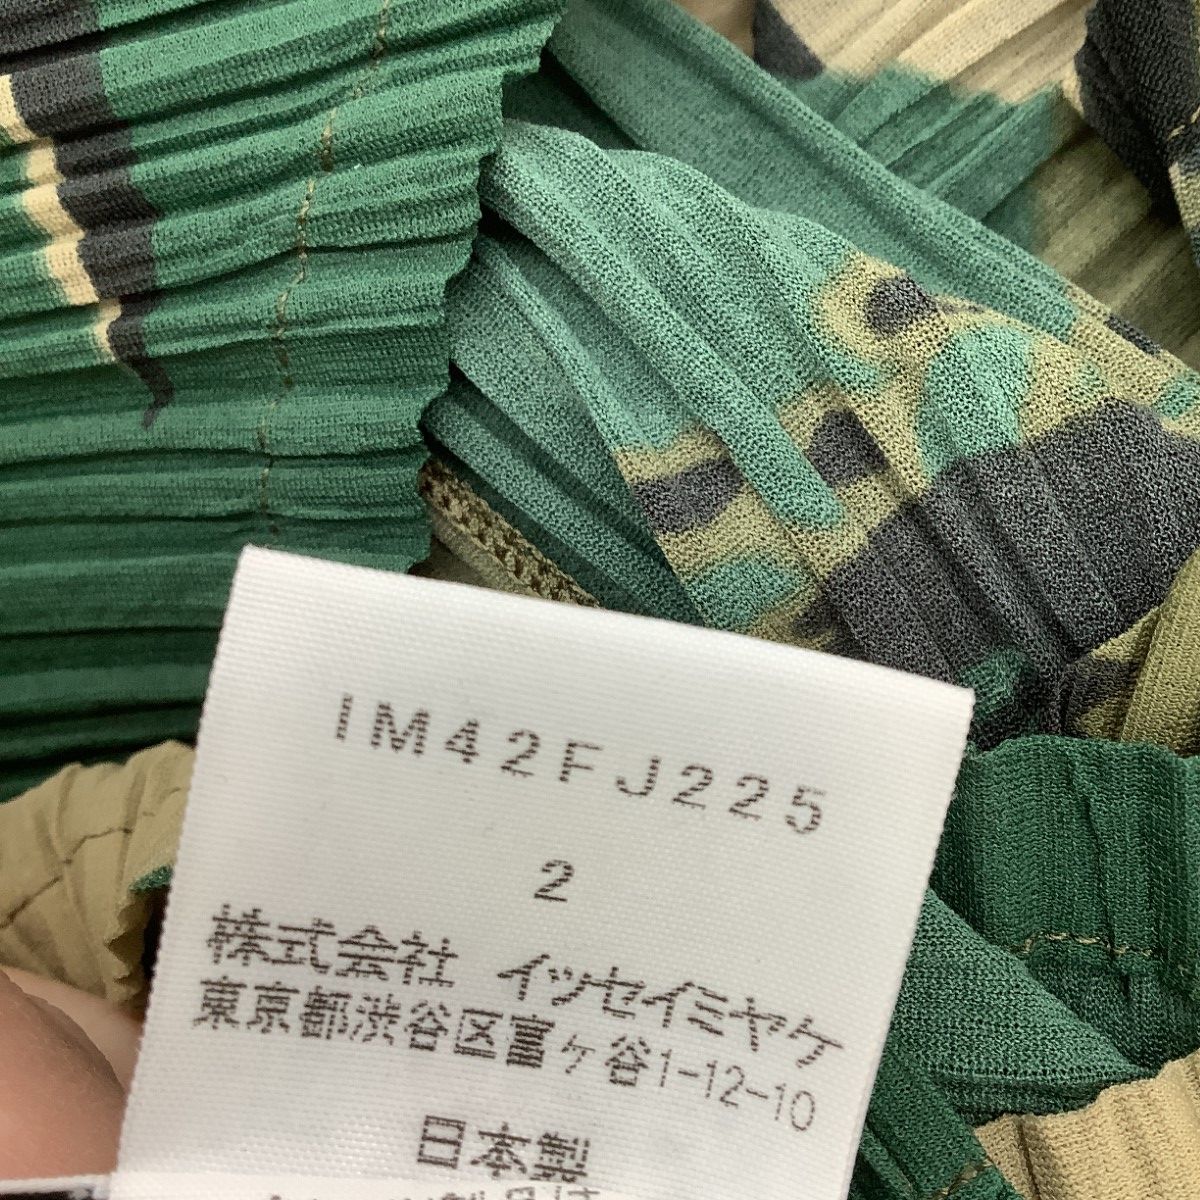 IM42FJ225
2
株式会社 イッセイミヤケ
東京都渋谷区富ヶ谷1-12-10
日本製